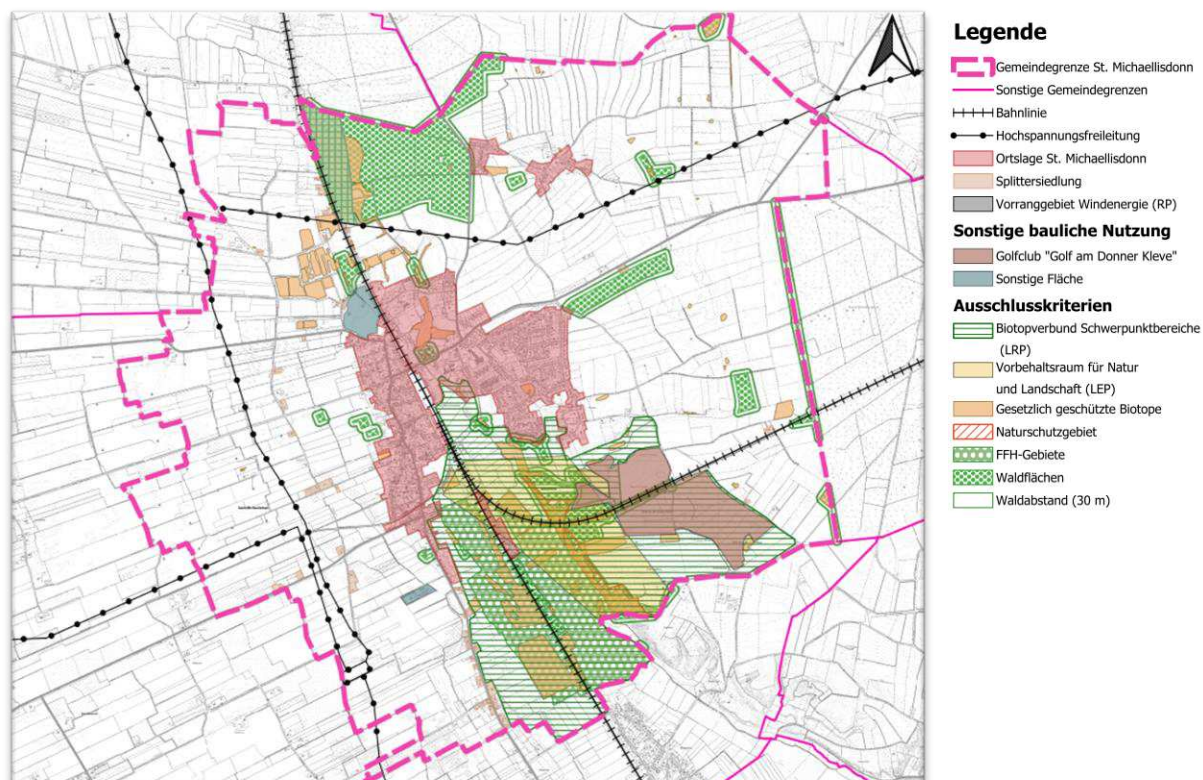 Legende
Gemeindegrenze St. Michaellisdonn
Sonstige Gemeindegrenzen
Bahnlinie
Hochspannungsfreileitung
Ortslage St. Michaellisdonn
Splittersiedlung
Vorranggebiet Windenergie (RP)
Sonstige bauliche Nutzung
Golfclub "Golf am Donner Kleve"
Sonstige Fläche
Ausschlusskriterien
Biotopverbund Schwerpunktbereiche
(LRP)
Vorbehaltsraum für Natur
und Landschaft (LEP)
Gesetzlich geschützte Biotope
Naturschutzgebiet
FFH-Gebiete
Waldflächen
Waldabstand (30 m)